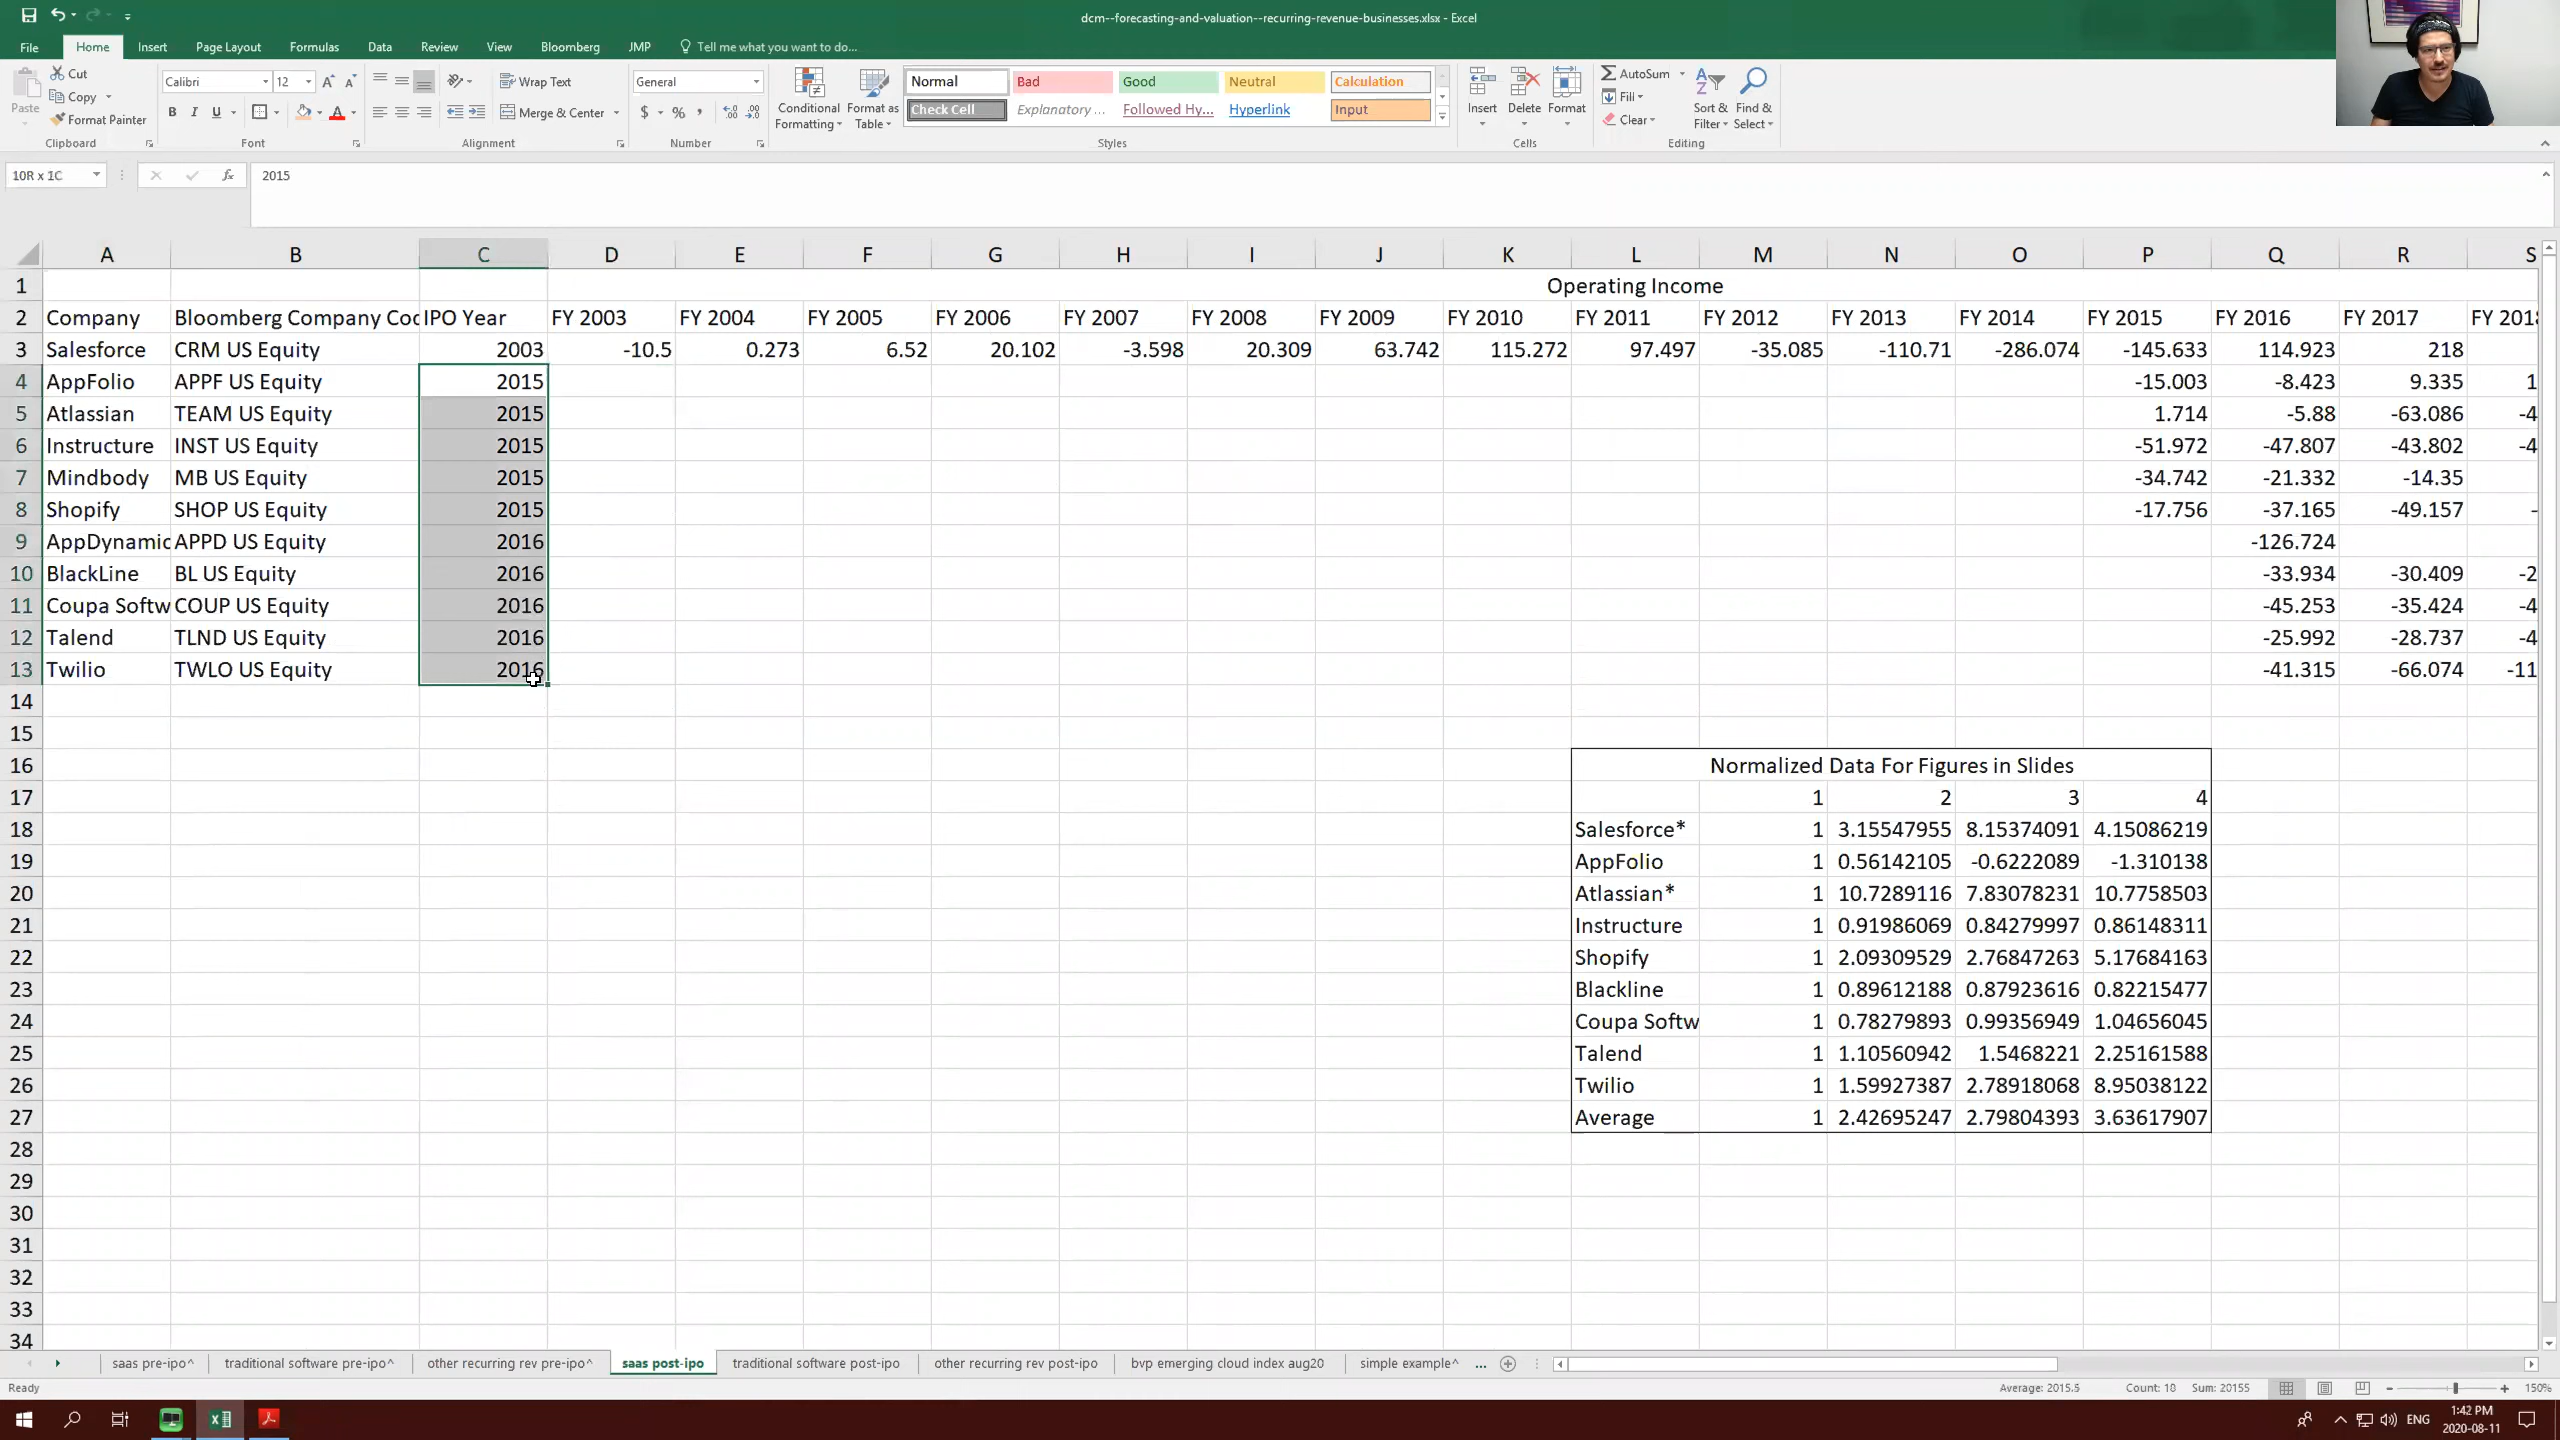 dcm--forecasting-and-valuation--recurring-revenue-businesses.xlsx - Excel
File Home Insert Page Layout Formulas Data Review View Bloomberg JMP Tell me what you want to do...
Paste Cut Copy Format Painter Clipboard
Calibri 12 Font
Wrap Text Merge & Center Alignment
General $ % Number
Conditional Formatting Format as Table Normal Bad Good Neutral Calculation
Check Cell Explanatory ... Followed Hy... Hyperlink Input Styles
Insert Delete Format Cells
AutoSum Fill Clear Sort & Filter Find & Select Editing
10R x 1C fx 2015
A B C D E F G H I J K L M N O P Q R S
1 Operating Income
2 Company Bloomberg Company Coc IPO Year FY 2003 FY 2004 FY 2005 FY 2006 FY 2007 FY 2008 FY 2009 FY 2010 FY 2011 FY 2012 FY 2013 FY 2014 FY 2015 FY 2016 FY 2017 FY 2018
3 Salesforce CRM US Equity 2003 -10.5 0.273 6.52 20.102 -3.598 20.309 63.742 115.272 97.497 -35.085 -110.71 -286.074 -145.633 114.923 218
4 AppFolio APPF US Equity 2015 -15.003 -8.423 9.335 1
5 Atlassian TEAM US Equity 2015 1.714 -5.88 -63.086 -4
6 Instructure INST US Equity 2015 -51.972 -47.807 -43.802 -4
7 Mindbody MB US Equity 2015 -34.742 -21.332 -14.35
8 Shopify SHOP US Equity 2015 -17.756 -37.165 -49.157 -
9 AppDynamic APPD US Equity 2016 -126.724
10 BlackLine BL US Equity 2016 -33.934 -30.409 -2
11 Coupa Softw COUP US Equity 2016 -45.253 -35.424 -4
12 Talend TLND US Equity 2016 -25.992 -28.737 -4
13 Twilio TWLO US Equity 2016 -41.315 -66.074 -11
14
15
16 Normalized Data For Figures in Slides
17 1 2 3 4
18 Salesforce* 1 3.15547955 8.15374091 4.15086219
19 AppFolio 1 0.56142105 -0.6222089 -1.310138
20 Atlassian* 1 10.7289116 7.83078231 10.7758503
21 Instructure 1 0.91986069 0.84279997 0.86148311
22 Shopify 1 2.09309529 2.76847263 5.17684163
23 Blackline 1 0.89612188 0.87923616 0.82215477
24 Coupa Softw 1 0.78279893 0.99356949 1.04656045
25 Talend 1 1.10560942 1.5468221 2.25161588
26 Twilio 1 1.59927387 2.78918068 8.95038122
27 Average 1 2.42695247 2.79804393 3.63617907
28
29
30
31
32
33
34
saas pre-ipo^ traditional software pre-ipo^ other recurring rev pre-ipo^ saas post-ipo traditional software post-ipo other recurring rev post-ipo bvp emerging cloud index aug20 simple example^ ...
Ready Average: 2015.5 Count: 10 Sum: 20155 150%
ENG 1:42 PM
2020-08-11